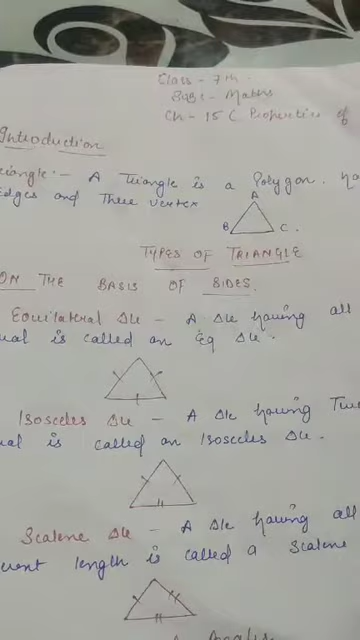 Class - 7th
Sub:- Maths
Ch - 15 ( Properties of
Introduction
riangle:- A Triangle is a Polygon. ha
Edges and Three vertex
A
B
C.
TYPES OF TRIANGLE
ON THE BASIS OF SIDES.
Equilateral Δle - A Δle having all
ual is called an Eq Δle.
Isosceles Δle - A Δle having Two
ual is called an Isosceles Δle.
Scalene Δle - A Δle having all
erent length is called a Scalene